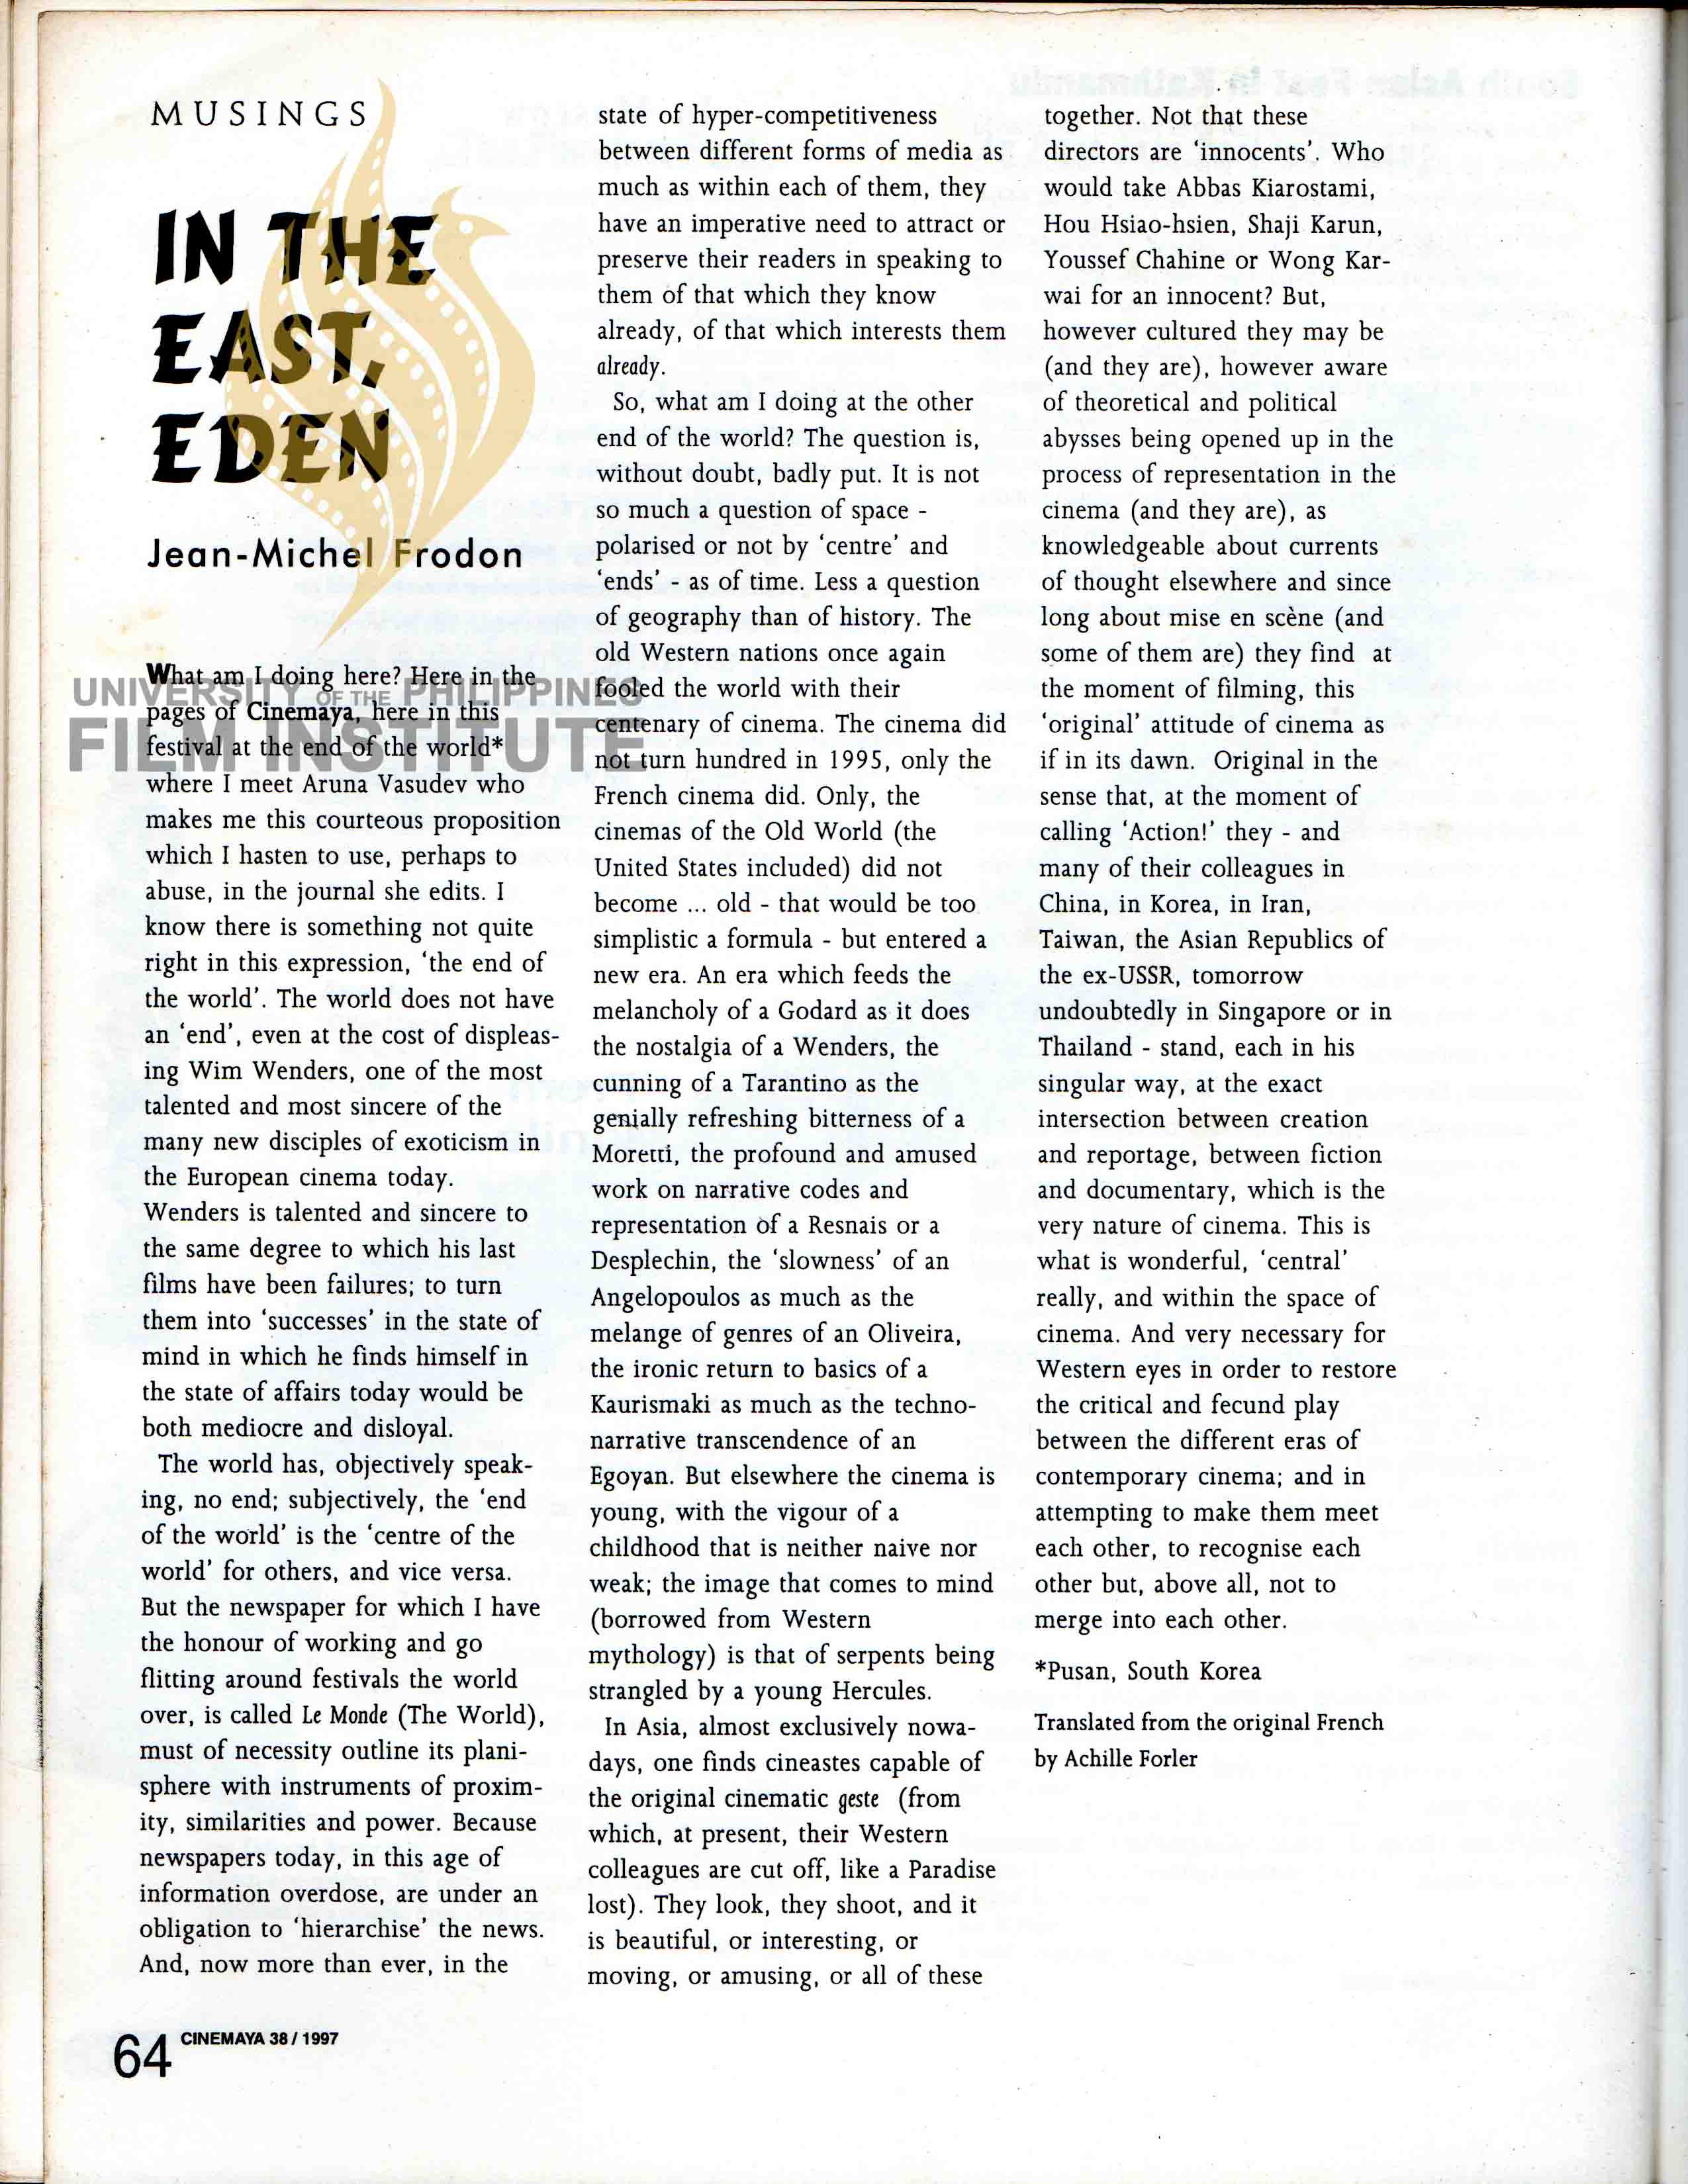 MUSINGS
IN THE
EAST,
EDEN
Jean-Michel Frodon
UNIVERSITY OF THE PHILIPPINES
FILM INSTITUTE
What am I doing here? Here in the
pages of Cinemaya, here in this
festival at the end of the world*
where I meet Aruna Vasudev who
makes me this courteous proposition
which I hasten to use, perhaps to
abuse, in the journal she edits. I
know there is something not quite
right in this expression, ‘the end of
the world’. The world does not have
an ‘end’, even at the cost of displeas-
ing Wim Wenders, one of the most
talented and most sincere of the
many new disciples of exoticism in
the European cinema today.
Wenders is talented and sincere to
the same degree to which his last
films have been failures; to turn
them into ‘successes’ in the state of
mind in which he finds himself in
the state of affairs today would be
both mediocre and disloyal.
The world has, objectively speak-
ing, no end; subjectively, the ‘end
of the world’ is the ‘centre of the
world’ for others, and vice versa.
But the newspaper for which I have
the honour of working and go
flitting around festivals the world
over, is called Le Monde (The World),
must of necessity outline its plani-
sphere with instruments of proxim-
ity, similarities and power. Because
newspapers today, in this age of
information overdose, are under an
obligation to ‘hierarchise’ the news.
And, now more than ever, in the
state of hyper-competitiveness
between different forms of media as
much as within each of them, they
have an imperative need to attract or
preserve their readers in speaking to
them of that which they know
already, of that which interests them
already.
So, what am I doing at the other
end of the world? The question is,
without doubt, badly put. It is not
so much a question of space -
polarised or not by ‘centre’ and
‘ends’ - as of time. Less a question
of geography than of history. The
old Western nations once again
fooled the world with their
centenary of cinema. The cinema did
not turn hundred in 1995, only the
French cinema did. Only, the
cinemas of the Old World (the
United States included) did not
become ... old - that would be too
simplistic a formula - but entered a
new era. An era which feeds the
melancholy of a Godard as it does
the nostalgia of a Wenders, the
cunning of a Tarantino as the
genially refreshing bitterness of a
Moretti, the profound and amused
work on narrative codes and
representation of a Resnais or a
Desplechin, the ‘slowness’ of an
Angelopoulos as much as the
melange of genres of an Oliveira,
the ironic return to basics of a
Kaurismaki as much as the techno-
narrative transcendence of an
Egoyan. But elsewhere the cinema is
young, with the vigour of a
childhood that is neither naive nor
weak; the image that comes to mind
(borrowed from Western
mythology) is that of serpents being
strangled by a young Hercules.
In Asia, almost exclusively nowa-
days, one finds cineastes capable of
the original cinematic geste (from
which, at present, their Western
colleagues are cut off, like a Paradise
lost). They look, they shoot, and it
is beautiful, or interesting, or
moving, or amusing, or all of these
together. Not that these
directors are ‘innocents’. Who
would take Abbas Kiarostami,
Hou Hsiao-hsien, Shaji Karun,
Youssef Chahine or Wong Kar-
wai for an innocent? But,
however cultured they may be
(and they are), however aware
of theoretical and political
abysses being opened up in the
process of representation in the
cinema (and they are), as
knowledgeable about currents
of thought elsewhere and since
long about mise en scène (and
some of them are) they find at
the moment of filming, this
‘original’ attitude of cinema as
if in its dawn. Original in the
sense that, at the moment of
calling ‘Action!’ they - and
many of their colleagues in
China, in Korea, in Iran,
Taiwan, the Asian Republics of
the ex-USSR, tomorrow
undoubtedly in Singapore or in
Thailand - stand, each in his
singular way, at the exact
intersection between creation
and reportage, between fiction
and documentary, which is the
very nature of cinema. This is
what is wonderful, ‘central’
really, and within the space of
cinema. And very necessary for
Western eyes in order to restore
the critical and fecund play
between the different eras of
contemporary cinema; and in
attempting to make them meet
each other, to recognise each
other but, above all, not to
merge into each other.
*Pusan, South Korea
Translated from the original French
by Achille Forler
64 CINEMAYA 38 / 1997